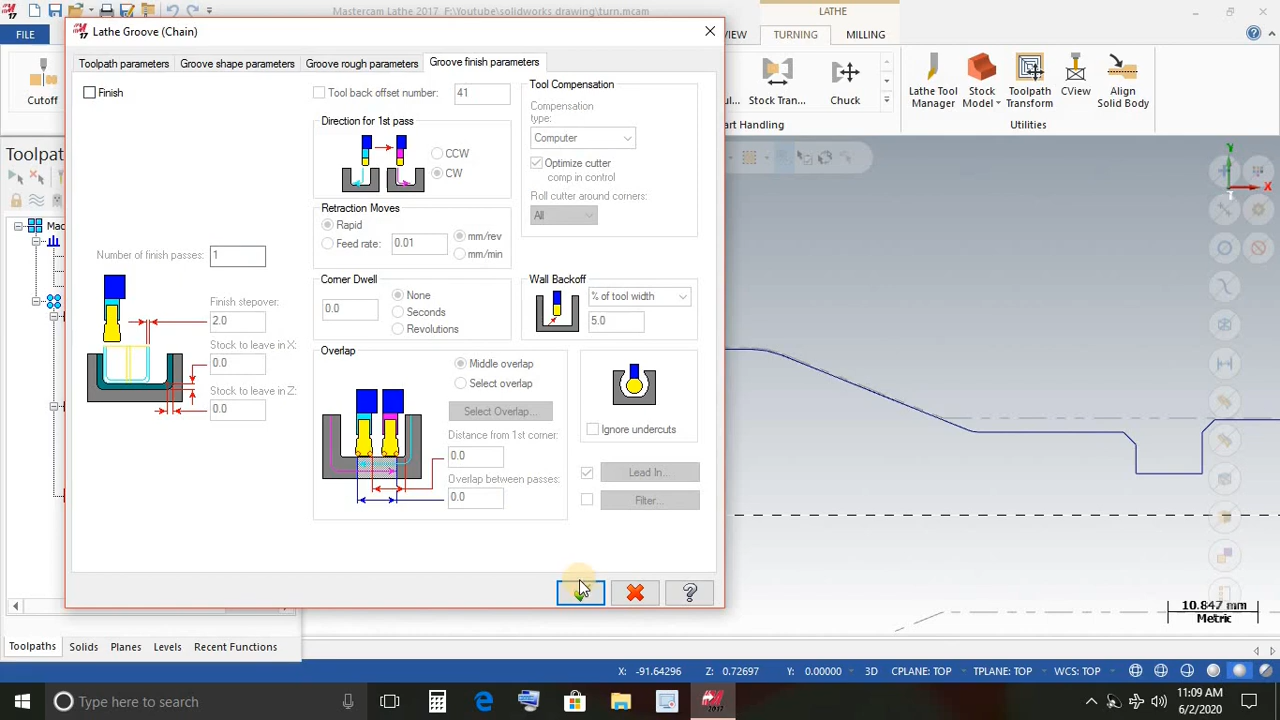 Mastercam Lathe 2017 F:\Youtube\solidworks drawing\turn.mcam
LATHE
FILE
VIEW
TURNING
MILLING
Lathe Groove (Chain)
Toolpath parameters
Groove shape parameters
Groove rough parameters
Groove finish parameters
Cutoff
Stock Tran...
Chuck
Lathe Tool
Manager
Stock
Model
Toolpath
Transform
CView
Align
Solid Body
Utilities
Finish
Tool back offset number:
41
Direction for 1st pass
CCW
CW
Tool Compensation
Compensation
type:
Computer
Optimize cutter
comp in control
Roll cutter around corners:
All
Retraction Moves
Rapid
Feed rate:
0.01
mm/rev
mm/min
Number of finish passes:
1
Finish stepover:
2.0
Stock to leave in X:
0.0
Stock to leave in Z:
0.0
Corner Dwell
0.0
None
Seconds
Revolutions
Wall Backoff
% of tool width
5.0
Overlap
Middle overlap
Select overlap
Select Overlap...
Distance from 1st corner:
0.0
Overlap between passes:
0.0
Ignore undercuts
Lead In...
Filter...
Y
X
10.847 mm
Metric
Toolpaths
Solids
Planes
Levels
Recent Functions
X: -91.64296
Z: 0.72697
Y: 0.00000
3D
CPLANE: TOP
TPLANE: TOP
WCS: TOP
Type here to search
11:09 AM
6/2/2020